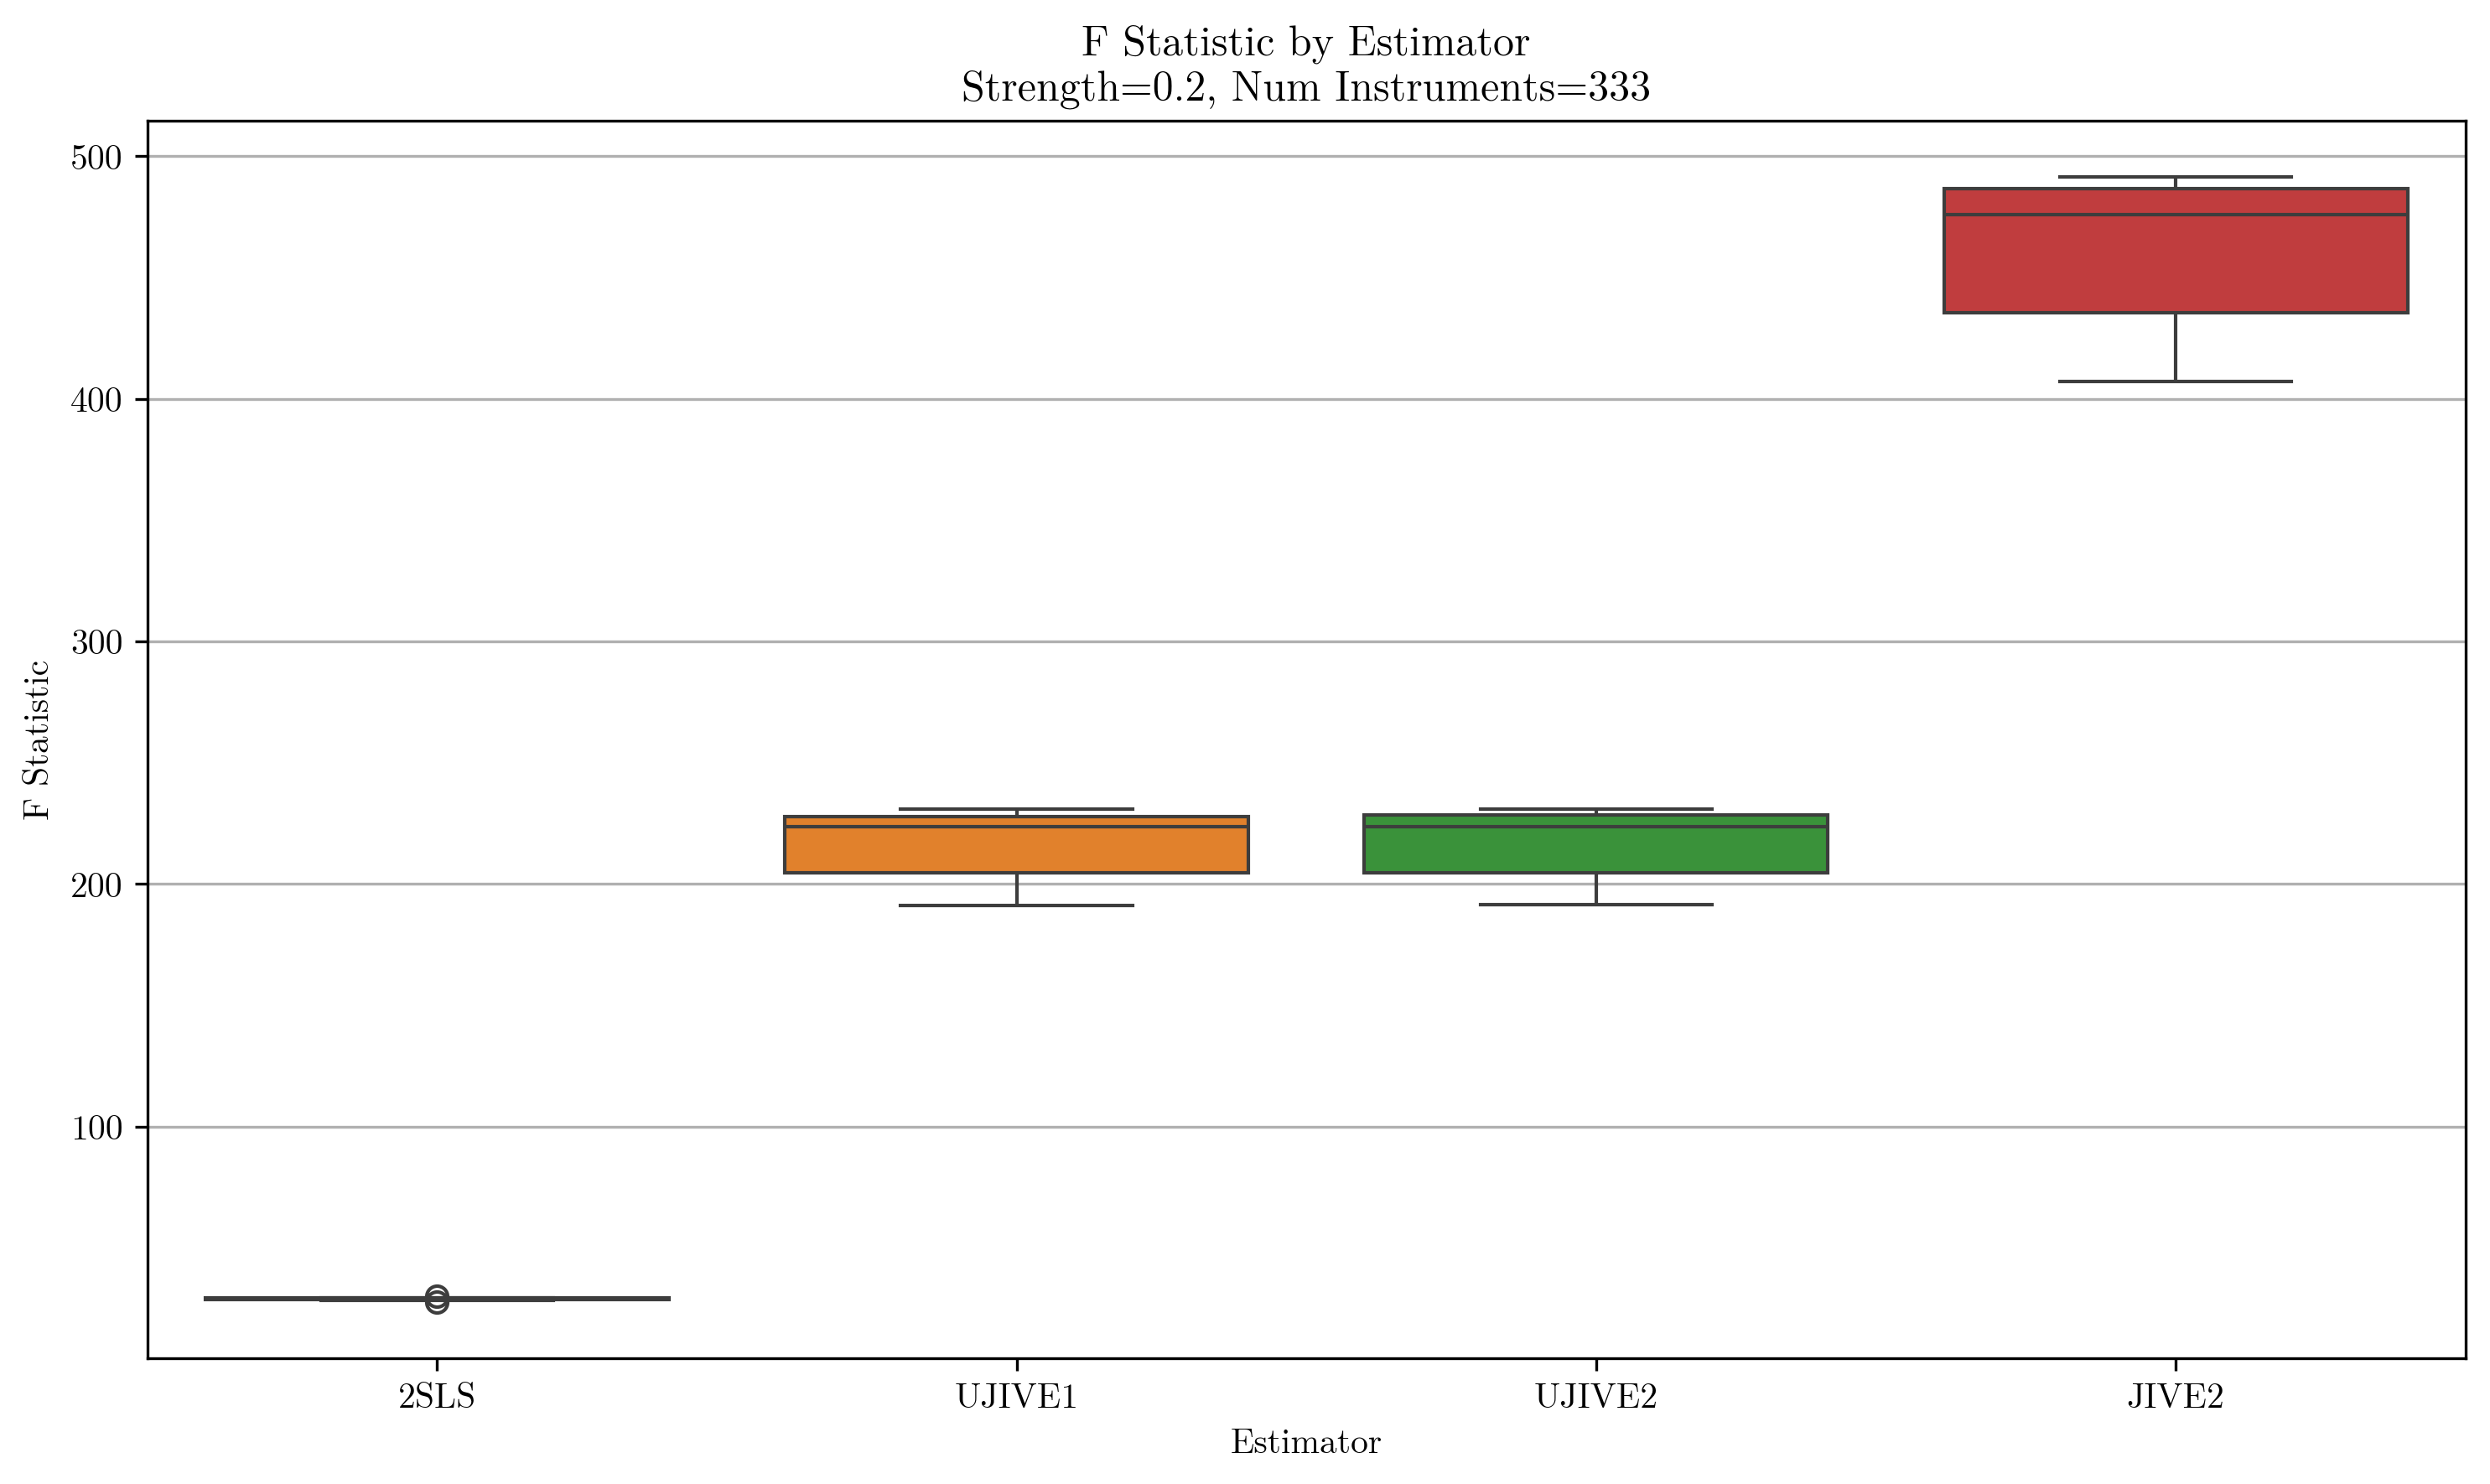 F Statistic by Estimator
Strength=0.2, Num Instruments=333
500
400
300
200
100
F Statistic
2SLS
UJIVE1
UJIVE2
JIVE2
Estimator